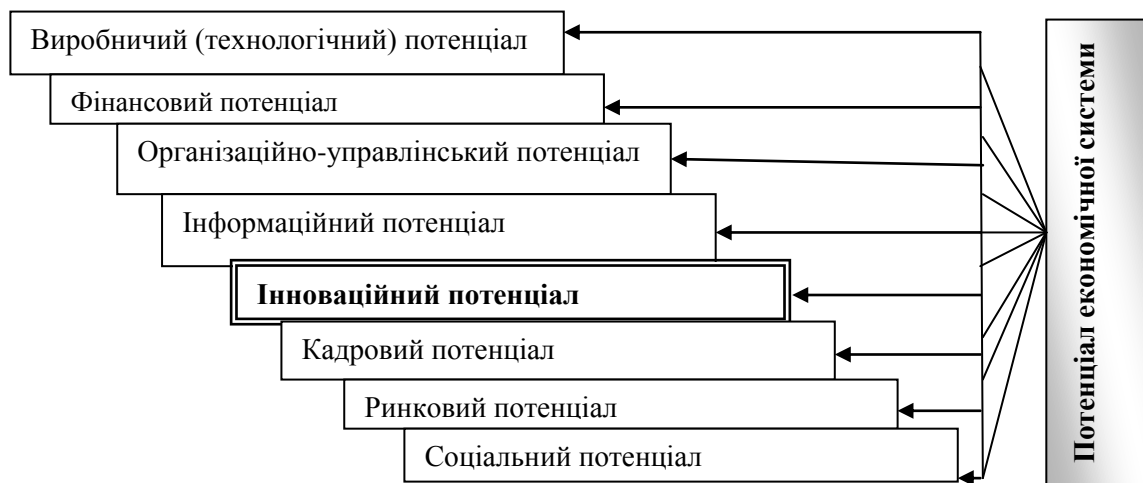 Виробничий (технологічний) потенціал
Фінансовий потенціал
Організаційно-управлінський потенціал
Інформаційний потенціал
Інноваційний потенціал
Кадровий потенціал
Ринковий потенціал
Соціальний потенціал
Потенціал економічної системи